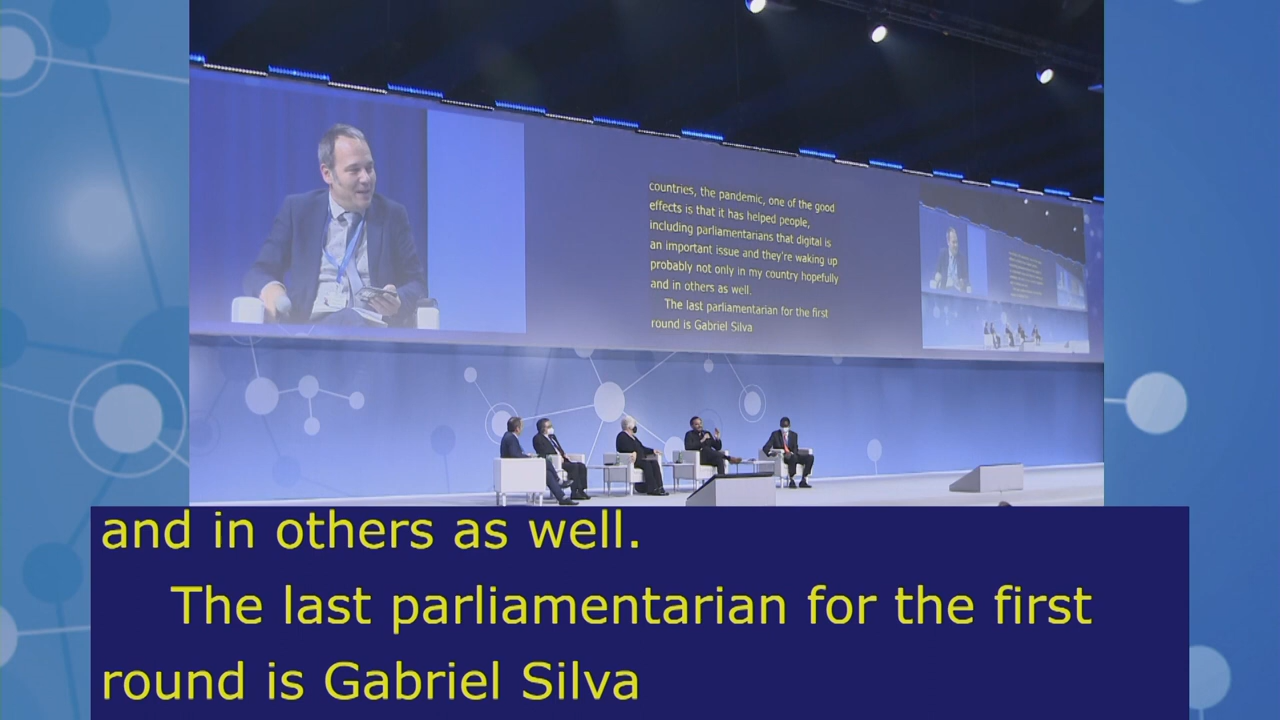 countries, the pandemic, one of the good
effects is that it has helped people,
including parliamentarians that digital is
an important issue and they're waking up
probably not only in my country hopefully
and in others as well.
The last parliamentarian for the first
round is Gabriel Silva
and in others as well.
The last parliamentarian for the first
round is Gabriel Silva